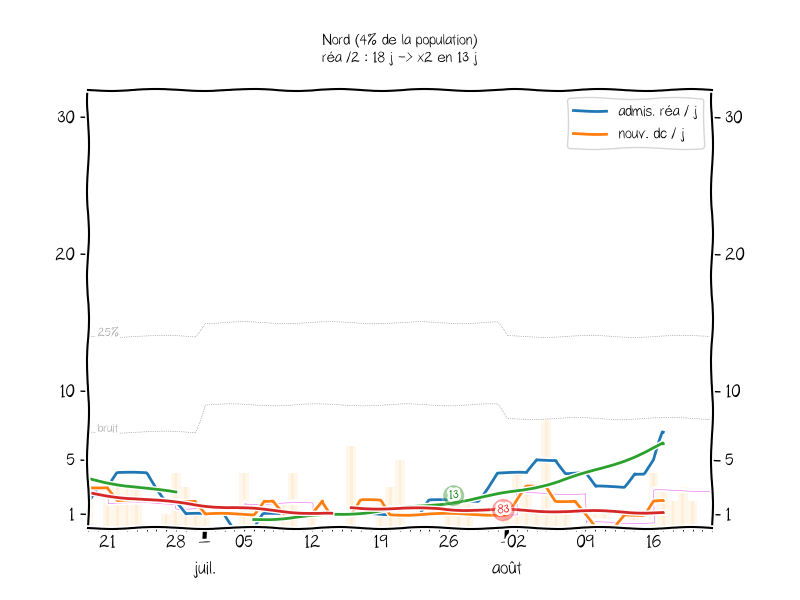 Nord (4% de la population)
réa /2 : 18 j -> x2 en 13 j
admis. réa / j
nouv. dc / j
30
30
20
20
25%
10
10
bruit
5
5
13
83
1
1
21 28 05 12 19 26 02 09 16
juil. août